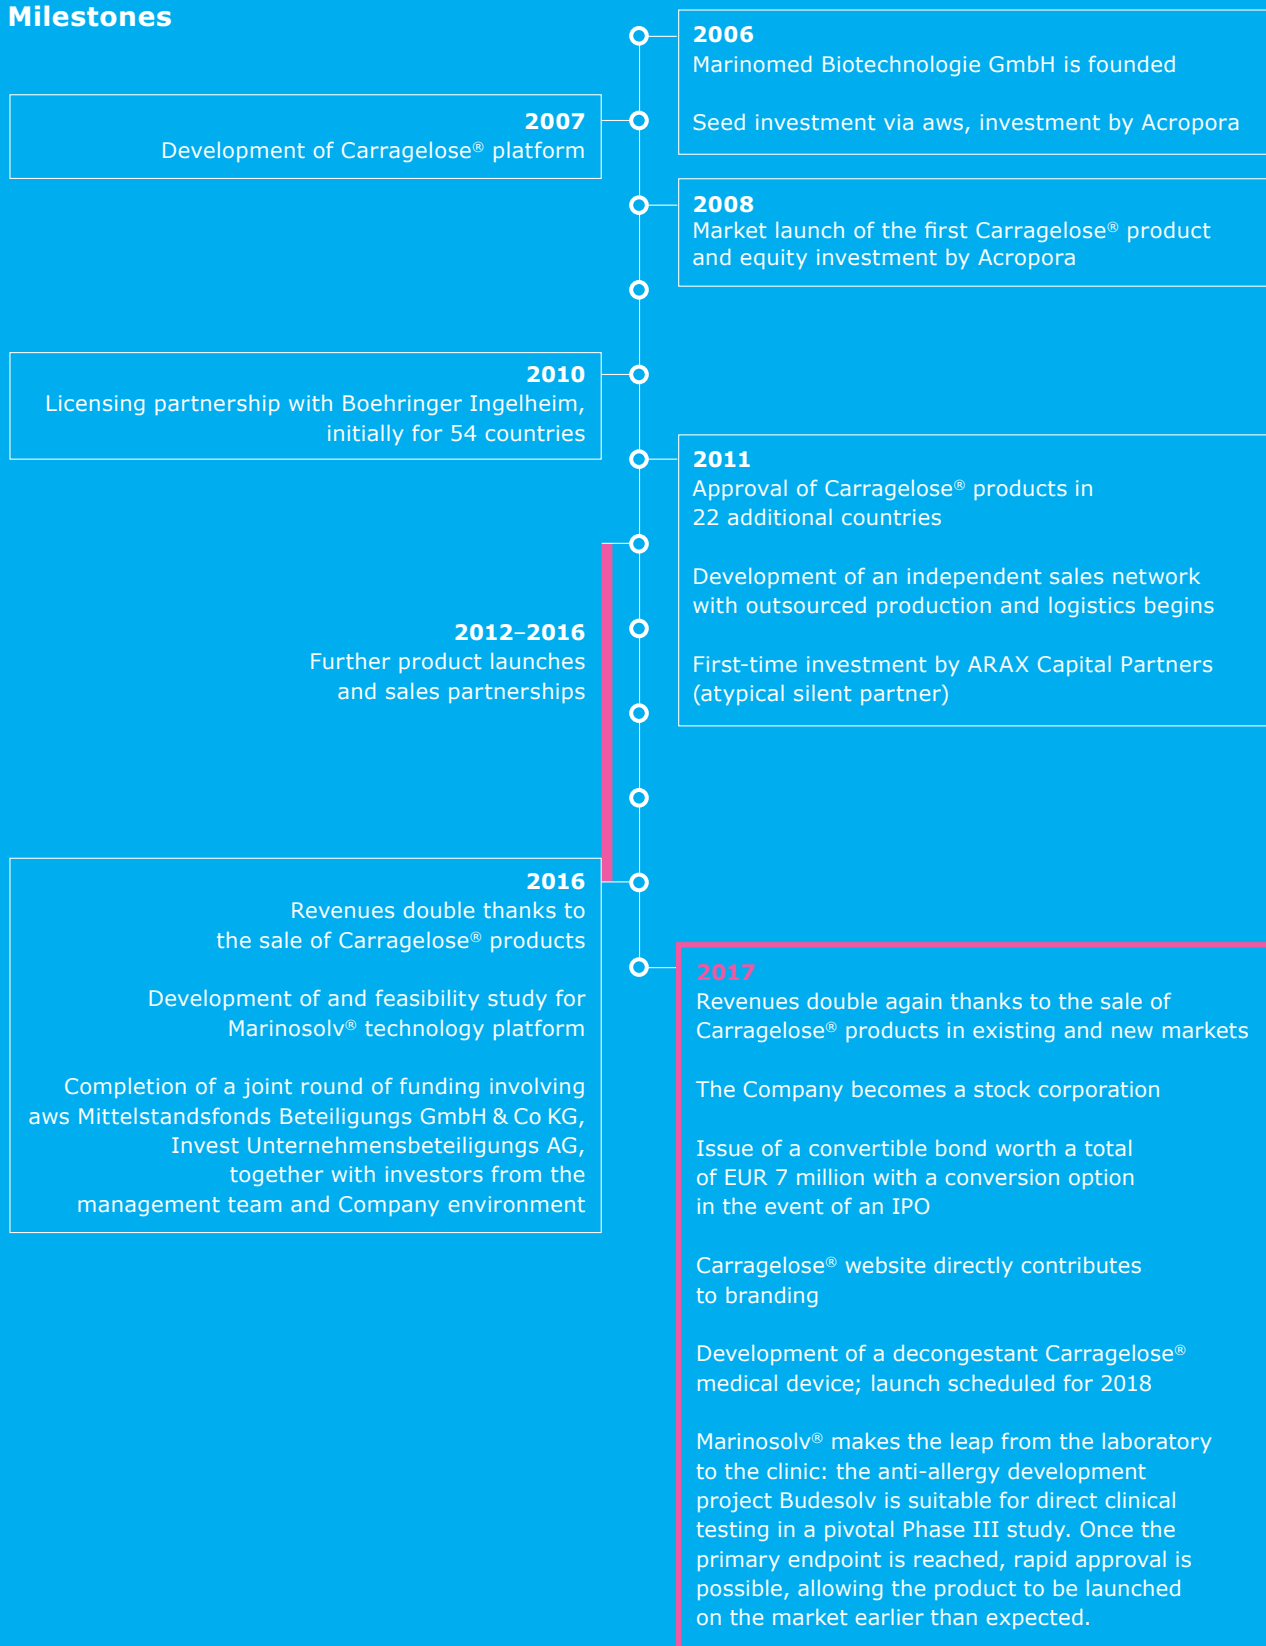 Milestones
2006
Marinomed Biotechnologie GmbH is founded
Seed investment via aws, investment by Acropora
2007
Development of Carragelose® platform
2008
Market launch of the first Carragelose® product
and equity investment by Acropora
2010
Licensing partnership with Boehringer Ingelheim,
initially for 54 countries
2011
Approval of Carragelose® products in
22 additional countries
Development of an independent sales network
with outsourced production and logistics begins
First-time investment by ARAX Capital Partners
(atypical silent partner)
2012–2016
Further product launches
and sales partnerships
2016
Revenues double thanks to
the sale of Carragelose® products
Development of and feasibility study for
Marinosolv® technology platform
Completion of a joint round of funding involving
aws Mittelstandsfonds Beteiligungs GmbH & Co KG,
Invest Unternehmensbeteiligungs AG,
together with investors from the
management team and Company environment
2017
Revenues double again thanks to the sale of
Carragelose® products in existing and new markets
The Company becomes a stock corporation
Issue of a convertible bond worth a total
of EUR 7 million with a conversion option
in the event of an IPO
Carragelose® website directly contributes
to branding
Development of a decongestant Carragelose®
medical device; launch scheduled for 2018
Marinosolv® makes the leap from the laboratory
to the clinic: the anti-allergy development
project Budesolv is suitable for direct clinical
testing in a pivotal Phase III study. Once the
primary endpoint is reached, rapid approval is
possible, allowing the product to be launched
on the market earlier than expected.